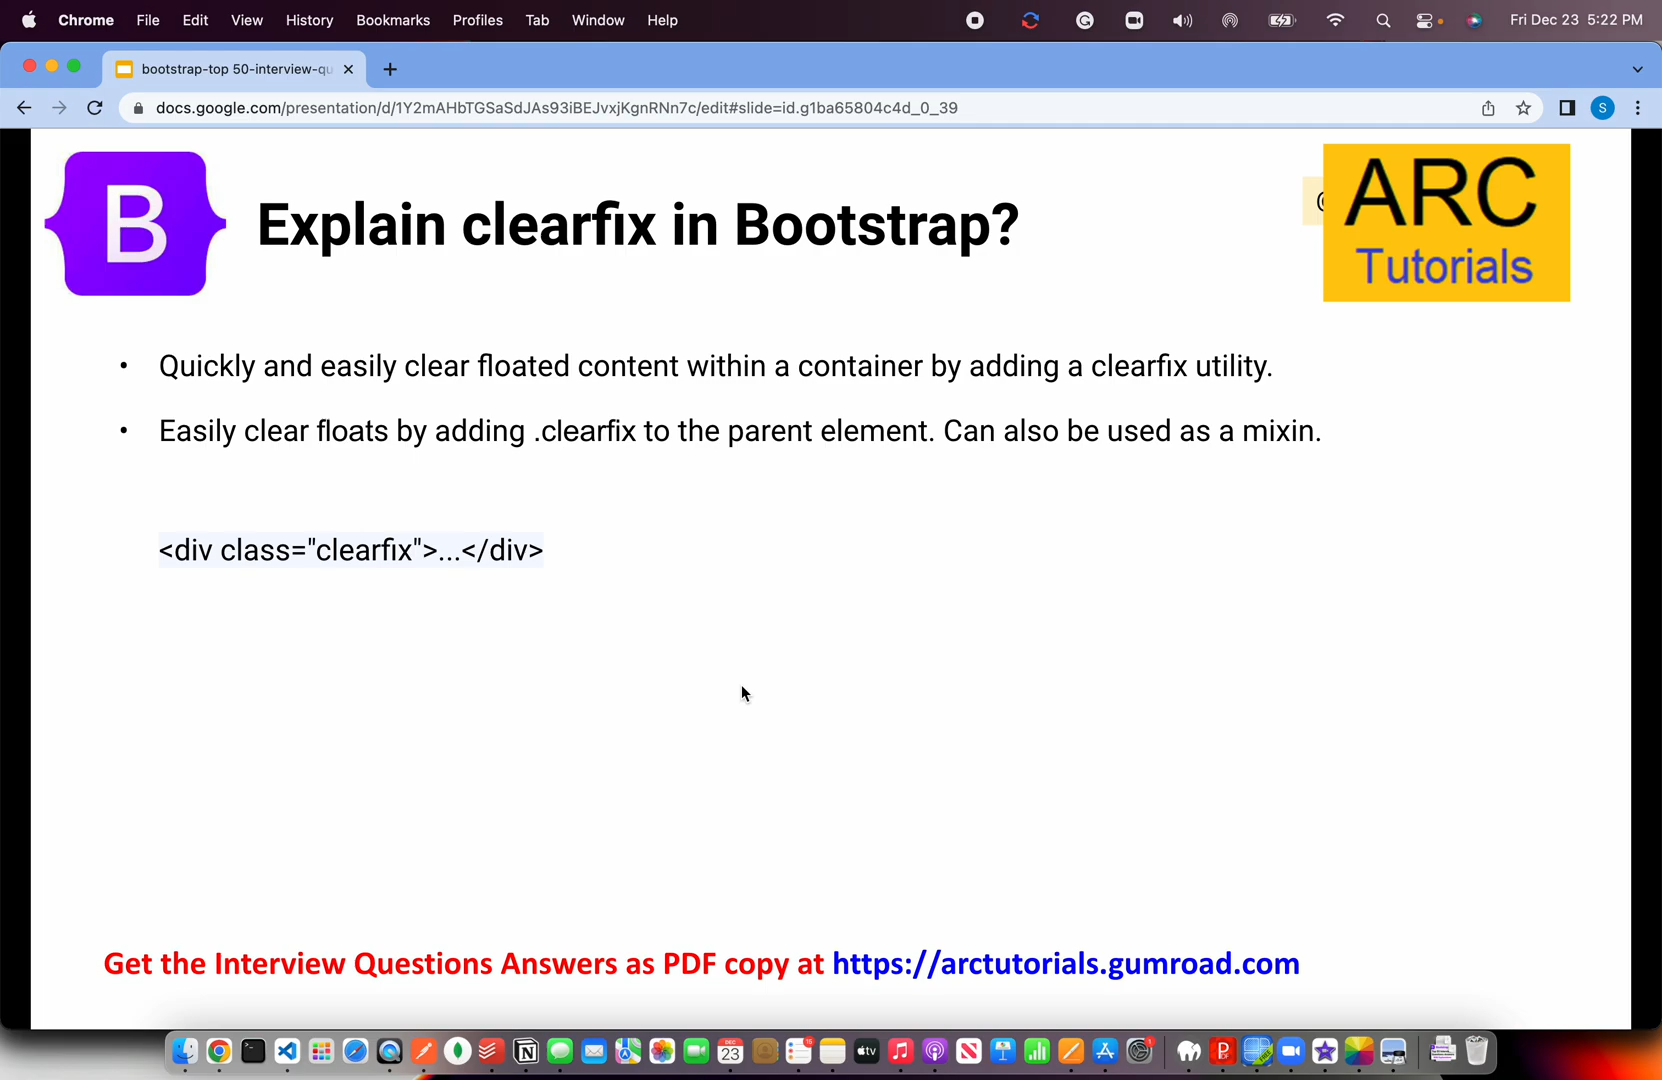 Chrome File Edit View History Bookmarks Profiles Tab Window Help Fri Dec 23 5:22 PM
bootstrap-top 50-interview-qu
docs.google.com/presentation/d/1Y2mAHbTGSaSdJAs93iBEJvxjKgnRNn7c/edit#slide=id.g1ba65804c4d_0_39
S
B
Explain clearfix in Bootstrap?
ARC
Tutorials
• Quickly and easily clear floated content within a container by adding a clearfix utility.
• Easily clear floats by adding .clearfix to the parent element. Can also be used as a mixin.
<div class="clearfix">...</div>
Get the Interview Questions Answers as PDF copy at https://arctutorials.gumroad.com
DEC
23
tv